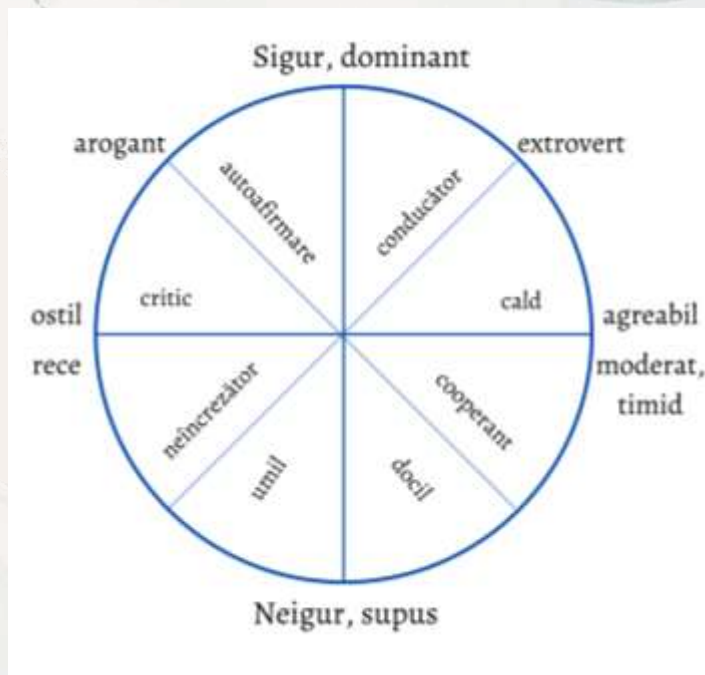 Sigur, dominant
arogant
extrovert
autoafirmare
conducător
critic
cald
ostil
agreabil
rece
moderat,
timid
neîncrezător
cooperant
umil
docil
Neigur, supus